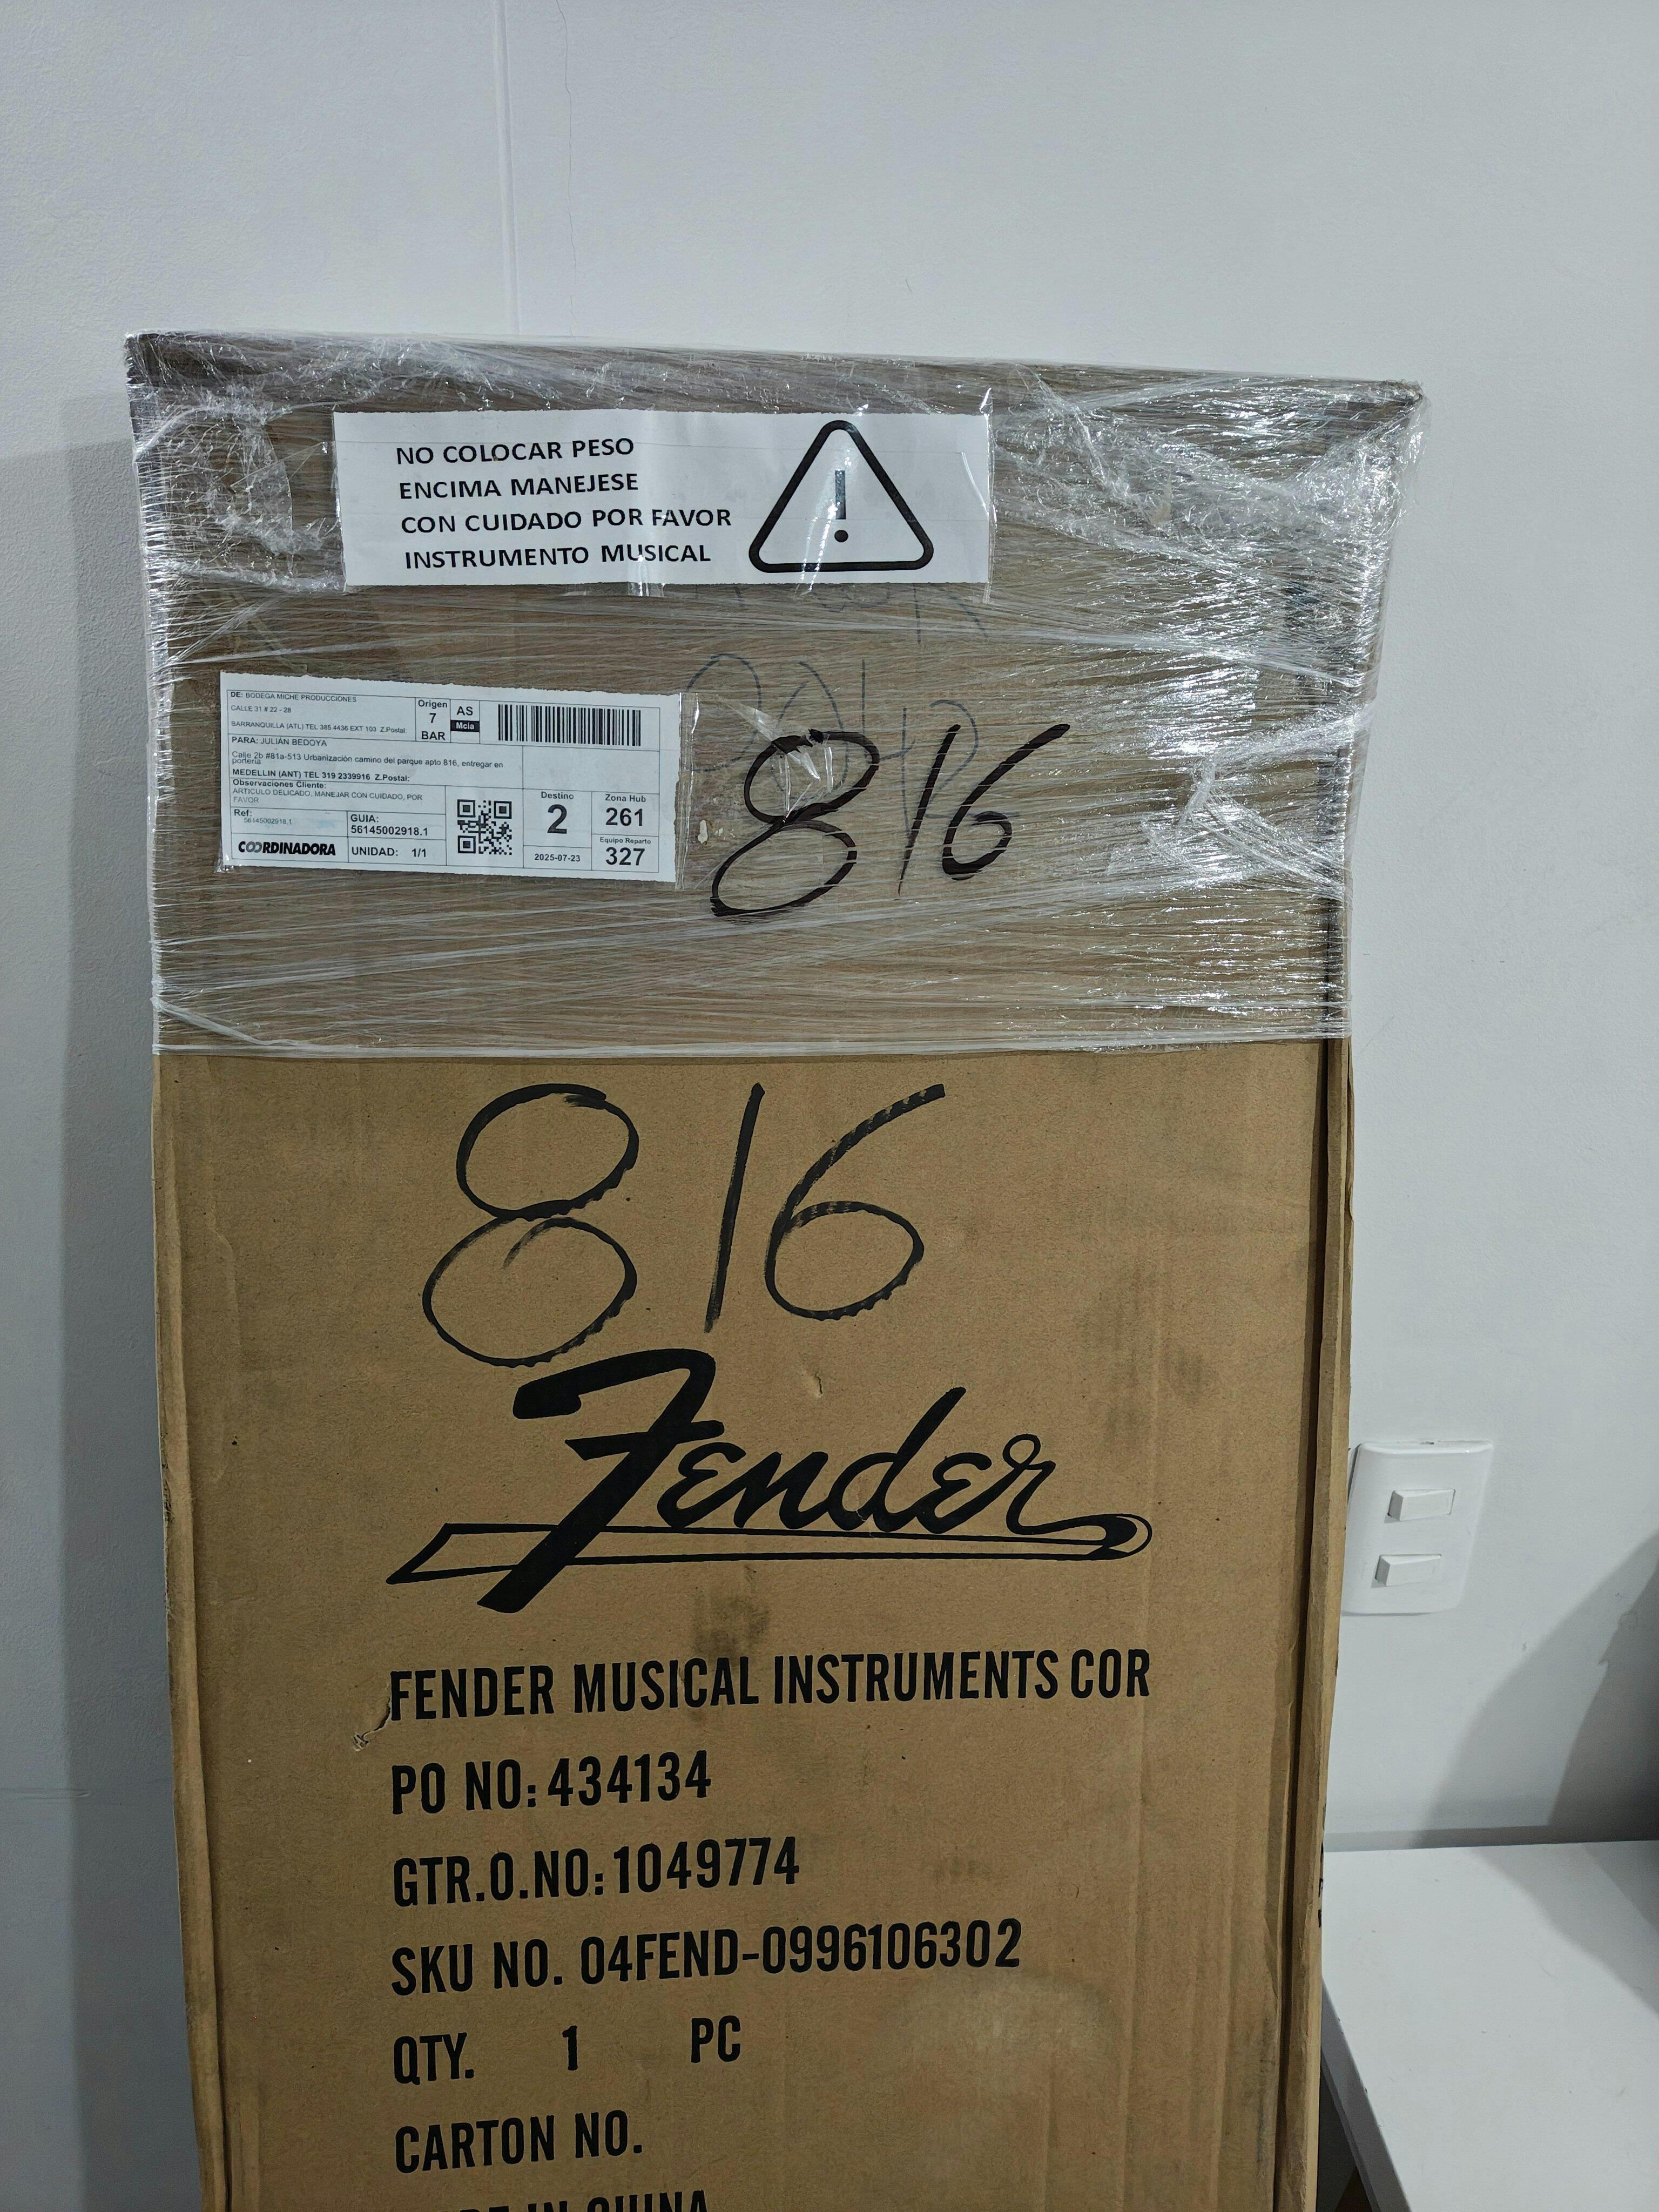 NO COLOCAR PESO
ENCIMA MANEJESE
CON CUIDADO POR FAVOR
INSTRUMENTO MUSICAL
!
DE: BODEGA MICHE PRODUCCIONES
CALLE 31 # 22 - 28
BARRANQUILLA (ATL) TEL 385 4436 EXT 103 Z.Postal:
Origen
7
BAR
AS
Mcia
PARA: JULIÁN BEDOYA
Calle 2b #81a-513 Urbanización camino del parque apto 816, entregar en
portería
MEDELLIN (ANT) TEL 319 2339916 Z.Postal:
Observaciones Cliente:
ARTICULO DELICADO, MANEJAR CON CUIDADO, POR
FAVOR
Ref:
56145002918.1
GUIA:
56145002918.1
COORDINADORA
UNIDAD: 1/1
Destino
2
2025-07-23
Zona Hub
261
Equipo Reparto
327
816
816
Fender
FENDER MUSICAL INSTRUMENTS COR
PO NO: 434134
GTR.O.NO: 1049774
SKU NO. 04FEND-0996106302
QTY. 1 PC
CARTON NO.
IN CHINA